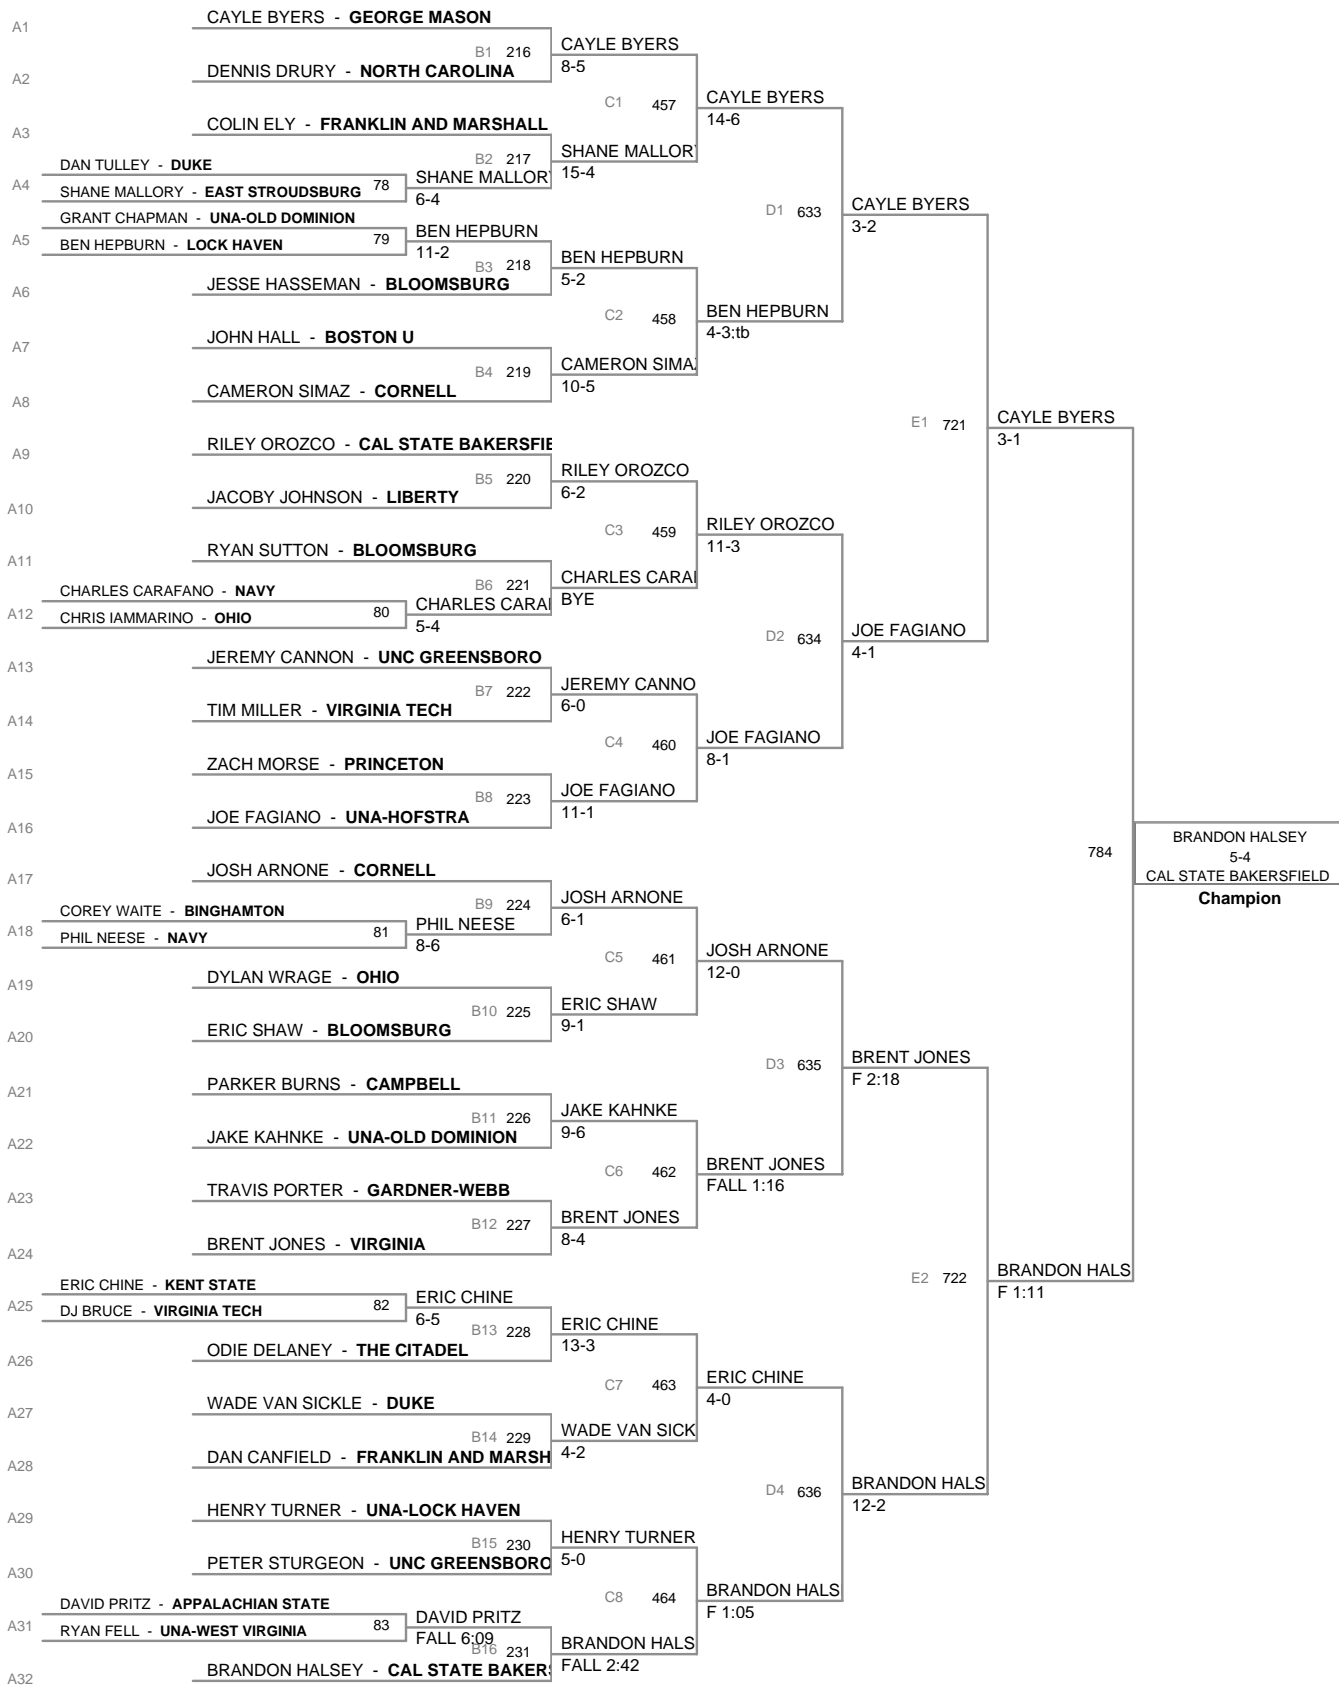 A1
CAYLE BYERS - GEORGE MASON
B1 216
CAYLE BYERS
8-5
A2
DENNIS DRURY - NORTH CAROLINA
C1 457
CAYLE BYERS
14-6
A3
COLIN ELY - FRANKLIN AND MARSHALL
B2 217
SHANE MALLORY
15-4
DAN TULLEY - DUKE
A4
78
SHANE MALLORY - EAST STROUDSBURG
SHANE MALLORY
6-4
D1 633
CAYLE BYERS
3-2
GRANT CHAPMAN - UNA-OLD DOMINION
A5
79
BEN HEPBURN - LOCK HAVEN
BEN HEPBURN
11-2
B3 218
BEN HEPBURN
5-2
A6
JESSE HASSEMAN - BLOOMSBURG
C2 458
BEN HEPBURN
4-3;tb
A7
JOHN HALL - BOSTON U
B4 219
CAMERON SIMAZ
10-5
A8
CAMERON SIMAZ - CORNELL
E1 721
CAYLE BYERS
3-1
A9
RILEY OROZCO - CAL STATE BAKERSFIE
B5 220
RILEY OROZCO
6-2
A10
JACOBY JOHNSON - LIBERTY
C3 459
RILEY OROZCO
11-3
A11
RYAN SUTTON - BLOOMSBURG
B6 221
CHARLES CARAF
BYE
CHARLES CARAFANO - NAVY
A12
80
CHRIS IAMMARINO - OHIO
CHARLES CARAF
5-4
D2 634
JOE FAGIANO
4-1
A13
JEREMY CANNON - UNC GREENSBORO
B7 222
JEREMY CANNO
6-0
A14
TIM MILLER - VIRGINIA TECH
C4 460
JOE FAGIANO
8-1
A15
ZACH MORSE - PRINCETON
B8 223
JOE FAGIANO
11-1
A16
JOE FAGIANO - UNA-HOFSTRA
784
BRANDON HALSEY
5-4
CAL STATE BAKERSFIELD
Champion
A17
JOSH ARNONE - CORNELL
B9 224
JOSH ARNONE
6-1
COREY WAITE - BINGHAMTON
A18
81
PHIL NEESE - NAVY
PHIL NEESE
8-6
C5 461
JOSH ARNONE
12-0
A19
DYLAN WRAGE - OHIO
B10 225
ERIC SHAW
9-1
A20
ERIC SHAW - BLOOMSBURG
D3 635
BRENT JONES
F 2:18
A21
PARKER BURNS - CAMPBELL
B11 226
JAKE KAHNKE
9-6
A22
JAKE KAHNKE - UNA-OLD DOMINION
C6 462
BRENT JONES
FALL 1:16
A23
TRAVIS PORTER - GARDNER-WEBB
B12 227
BRENT JONES
8-4
A24
BRENT JONES - VIRGINIA
E2 722
BRANDON HALS
F 1:11
ERIC CHINE - KENT STATE
A25
82
DJ BRUCE - VIRGINIA TECH
ERIC CHINE
6-5
B13 228
ERIC CHINE
13-3
A26
ODIE DELANEY - THE CITADEL
C7 463
ERIC CHINE
4-0
A27
WADE VAN SICKLE - DUKE
B14 229
WADE VAN SICK
4-2
A28
DAN CANFIELD - FRANKLIN AND MARSH
D4 636
BRANDON HALS
12-2
A29
HENRY TURNER - UNA-LOCK HAVEN
B15 230
HENRY TURNER
5-0
A30
PETER STURGEON - UNC GREENSBORO
C8 464
BRANDON HALS
F 1:05
DAVID PRITZ - APPALACHIAN STATE
A31
83
RYAN FELL - UNA-WEST VIRGINIA
DAVID PRITZ
FALL 6:09
B16 231
BRANDON HALS
FALL 2:42
A32
BRANDON HALSEY - CAL STATE BAKERS